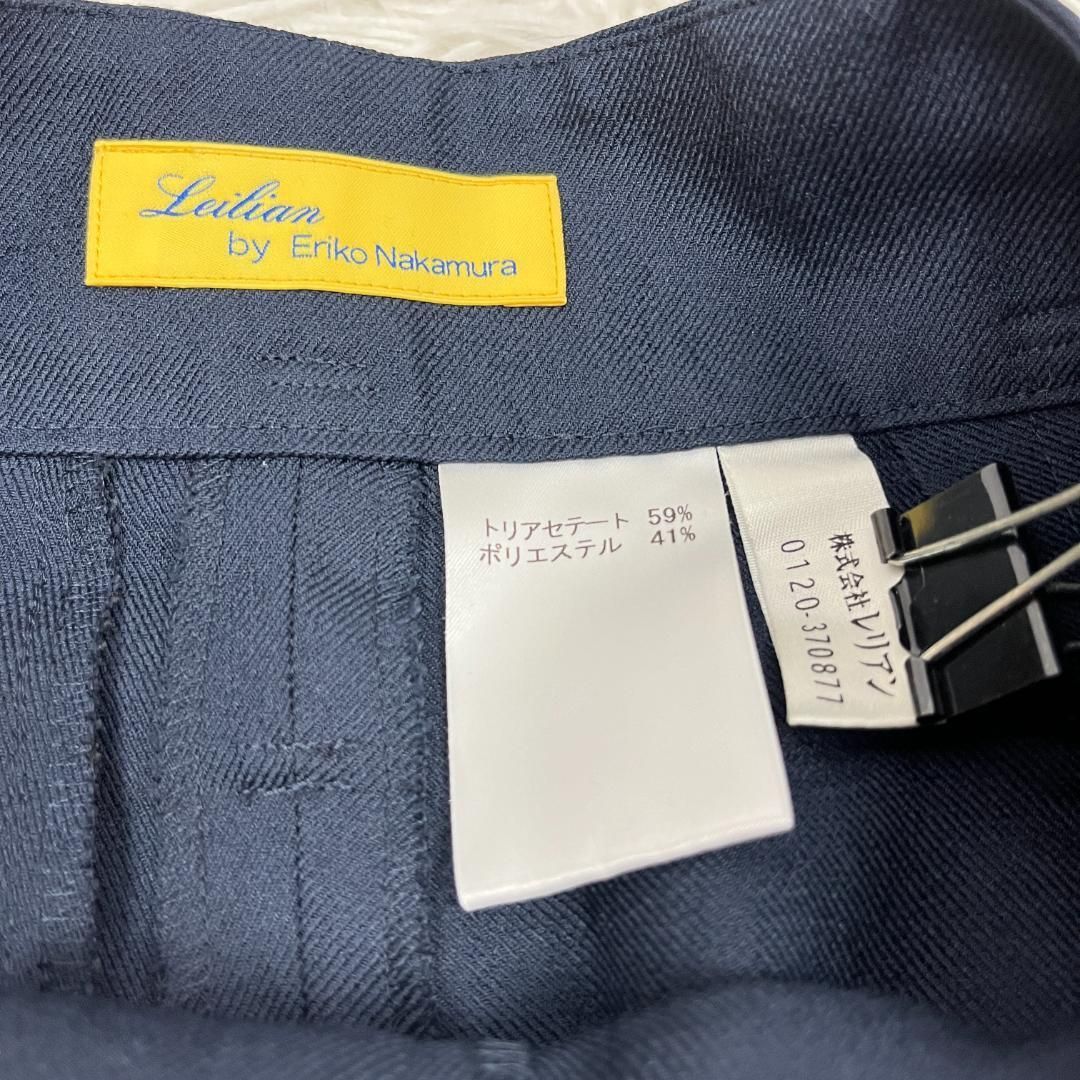 Leilian
by Eriko Nakamura
トリアセテート 59%
ポリエステル 41%
株式会社レリアン
0120-370877